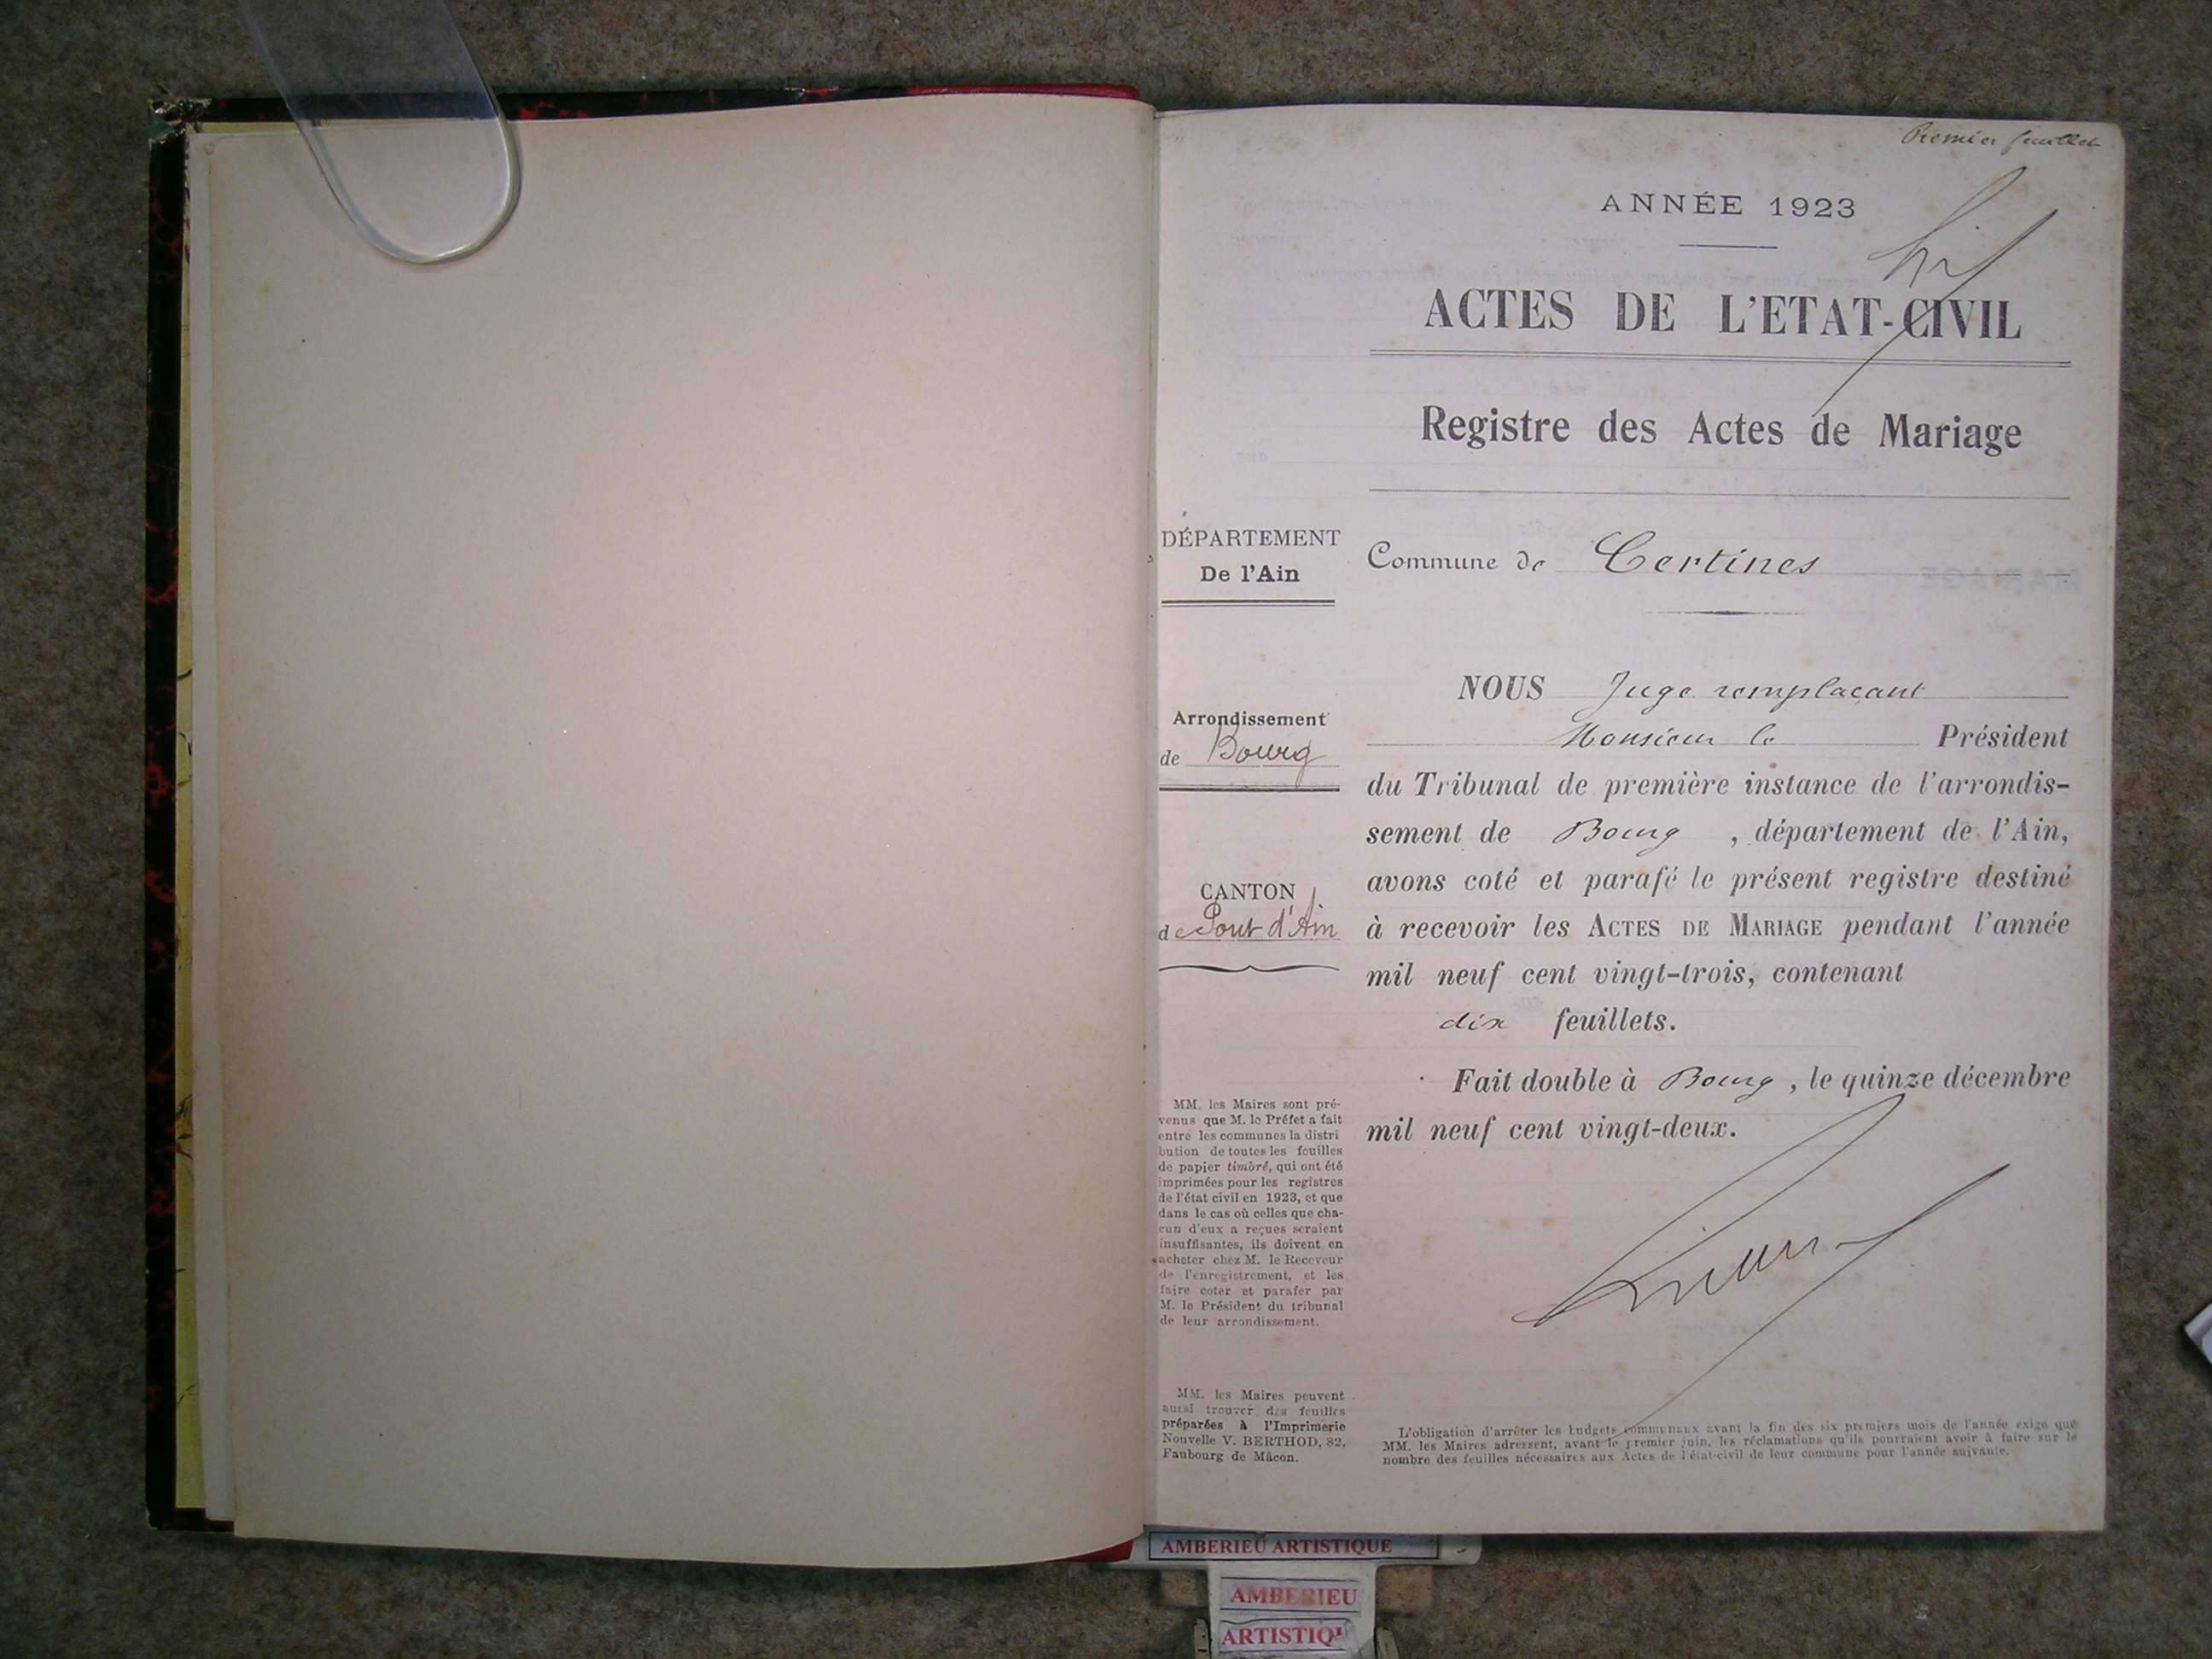 Premier feuillet
ANNÉE 1923
ACTES DE L'ETAT-CIVIL
Registre des Actes de Mariage
DÉPARTEMENT
De l'Ain
Commune de Certines
Arrondissement
de Bourg
CANTON
de Pont d'Ain
NOUS Juge remplaçant
Monsieur le Président
du Tribunal de première instance de l'arrondis-
sement de Bourg , département de l'Ain,
avons coté et parafé le présent registre destiné
à recevoir les ACTES DE MARIAGE pendant l'année
mil neuf cent vingt-trois, contenant
dix feuillets.
Fait double à Bourg , le quinze décembre
mil neuf cent vingt-deux.
MM. les Maires sont pré-
venus que M. le Préfet a fait
entre les communes la distri
bution de toutes les feuilles
de papier timbré, qui ont été
imprimées pour les registres
de l'état civil en 1923, et que
dans le cas où celles que cha-
cun d'eux a reçues seraient
insuffisantes, ils doivent en
acheter chez M. le Receveur
de l'enregistrement, et les
faire coter et parafer par
M. le Président du tribunal
de leur arrondissement.
MM. les Maires peuvent
aussi trouver des feuilles
préparées à l'Imprimerie
Nouvelle V. BERTHOD, 82,
Faubourg de Mâcon.
L'obligation d'arrêter les budgets communaux avant la fin des six premiers mois de l'année exige que
MM. les Maires adressent, avant le premier juin, les réclamations qu'ils pourraient avoir à faire sur le
nombre des feuilles nécessaires aux Actes de l'état-civil de leur commune pour l'année suivante.
AMBERIEU ARTISTIQUE
AMBERIEU
ARTISTIQU